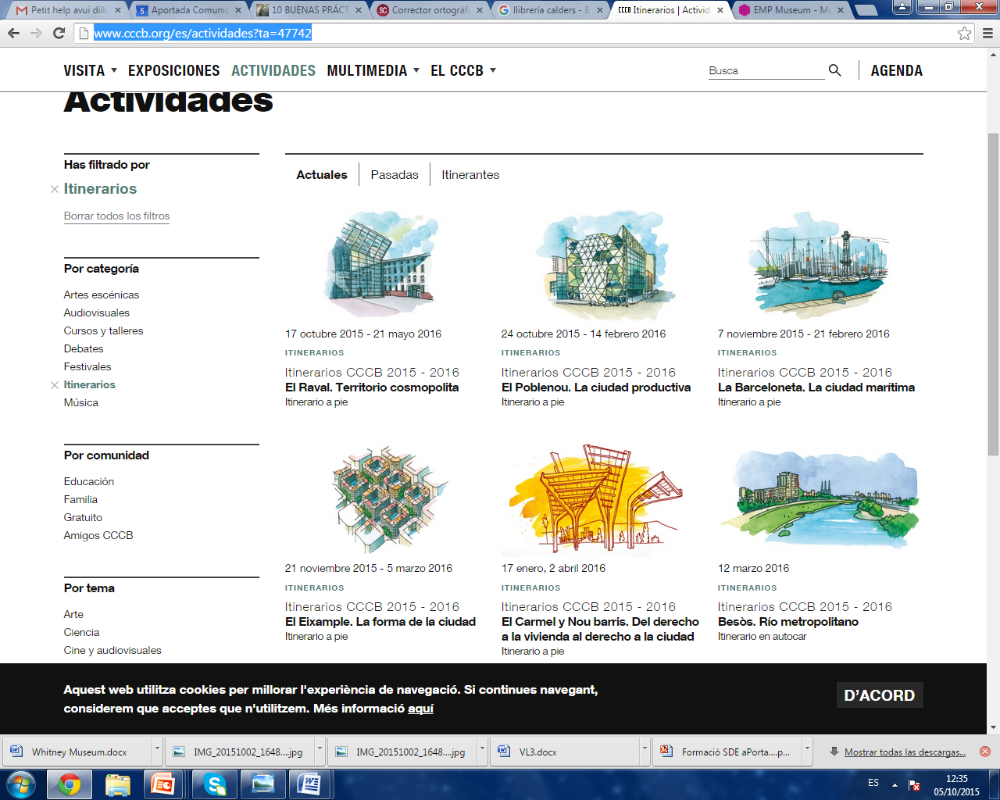 Petit help avui dillu
Aportada Comunic
10 BUENAS PRÀCT
Corrector ortogràfi
llibrería calders - B
Itinerarios | Activid
EMP Museum - Mu
www.cccb.org/es/actividades?ta=47742
VISITA EXPOSICIONES ACTIVIDADES MULTIMEDIA EL CCCB Busca AGENDA
Actividades
Has filtrado por
Itinerarios
Borrar todos los filtros
Por categoría
Artes escénicas
Audiovisuales
Cursos y talleres
Debates
Festivales
Itinerarios
Música
Por comunidad
Educación
Familia
Gratuito
Amigos CCCB
Por tema
Arte
Ciencia
Cine y audiovisuales
Actuales Pasadas Itinerantes
17 octubre 2015 - 21 mayo 2016
ITINERARIOS
Itinerarios CCCB 2015 - 2016
El Raval. Territorio cosmopolita
Itinerario a pie
24 octubre 2015 - 14 febrero 2016
ITINERARIOS
Itinerarios CCCB 2015 - 2016
El Poblenou. La ciudad productiva
Itinerario a pie
7 noviembre 2015 - 21 febrero 2016
ITINERARIOS
Itinerarios CCCB 2015 - 2016
La Barceloneta. La ciudad marítima
Itinerario a pie
21 noviembre 2015 - 5 marzo 2016
ITINERARIOS
Itinerarios CCCB 2015 - 2016
El Eixample. La forma de la ciudad
Itinerario a pie
17 enero, 2 abril 2016
ITINERARIOS
Itinerarios CCCB 2015 - 2016
El Carmel y Nou barris. Del derecho
a la vivienda al derecho a la ciudad
Itinerario a pie
12 marzo 2016
ITINERARIOS
Itinerarios CCCB 2015 - 2016
Besòs. Río metropolitano
Itinerario en autocar
Aquest web utilitza cookies per millorar l'experiència de navegació. Si continues navegant,
considerem que acceptes que n'utilitzem. Més informació aquí
D'ACORD
Whitney Museum.docx
IMG_20151002_1648....jpg
IMG_20151002_1648....jpg
VL3.docx
Formació SDE aPorta....p...
Mostrar todas las descargas...
ES
12:35
05/10/2015